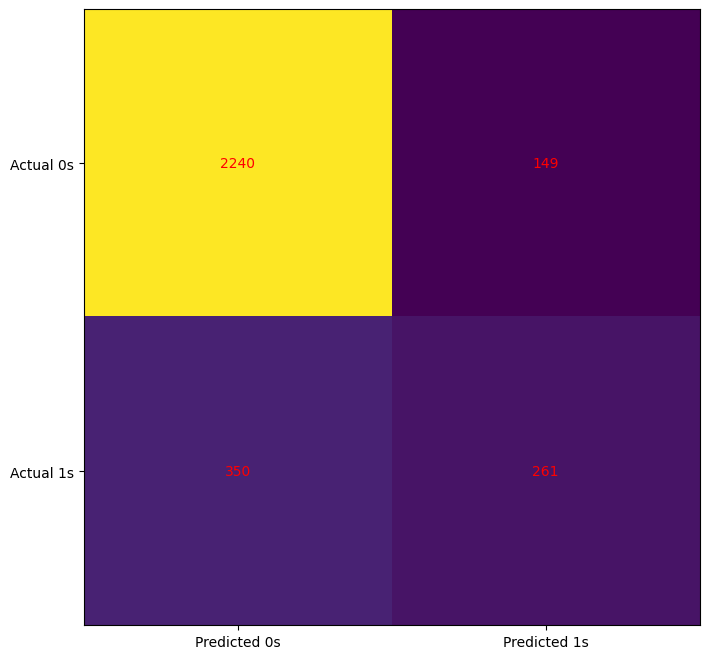 Actual 0s
2240
149
Actual 1s
350
261
Predicted 0s
Predicted 1s